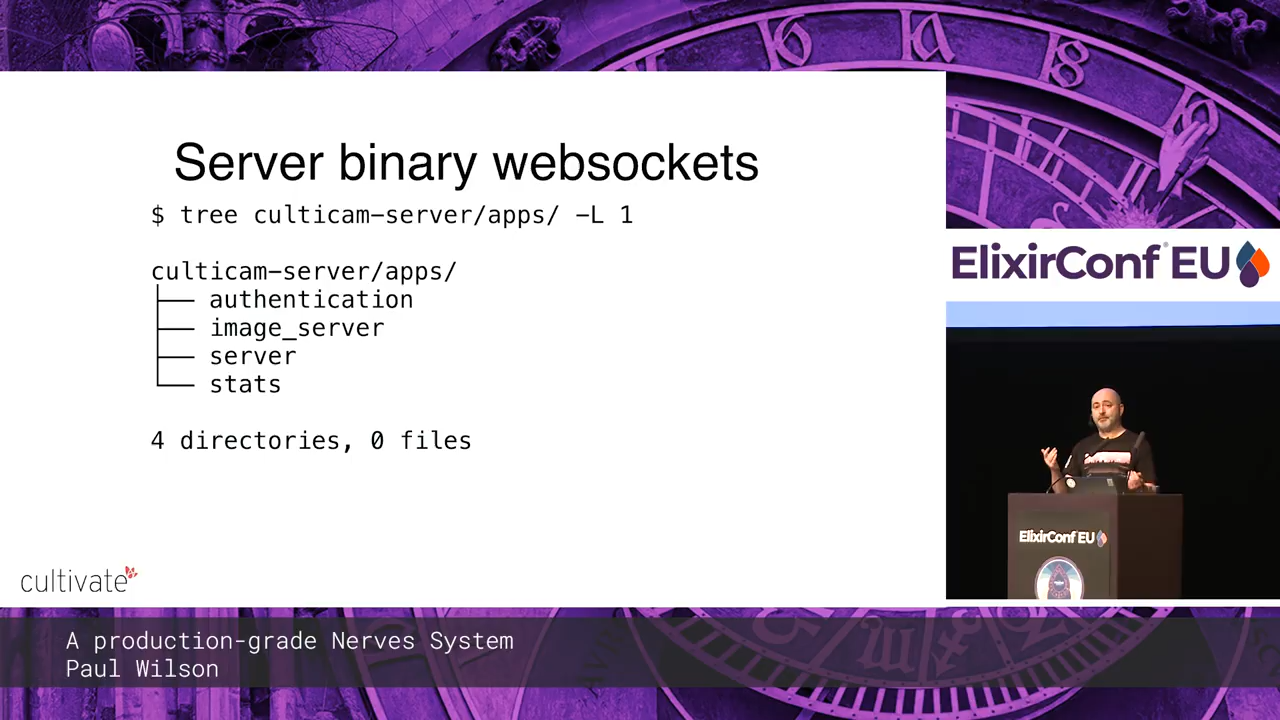 Server binary websockets
$ tree culticam-server/apps/ -L 1
culticam-server/apps/
├── authentication
├── image_server
├── server
└── stats
4 directories, 0 files
cultivate
ElixirConf® EU
ElixirConf EU
A production-grade Nerves System
Paul Wilson